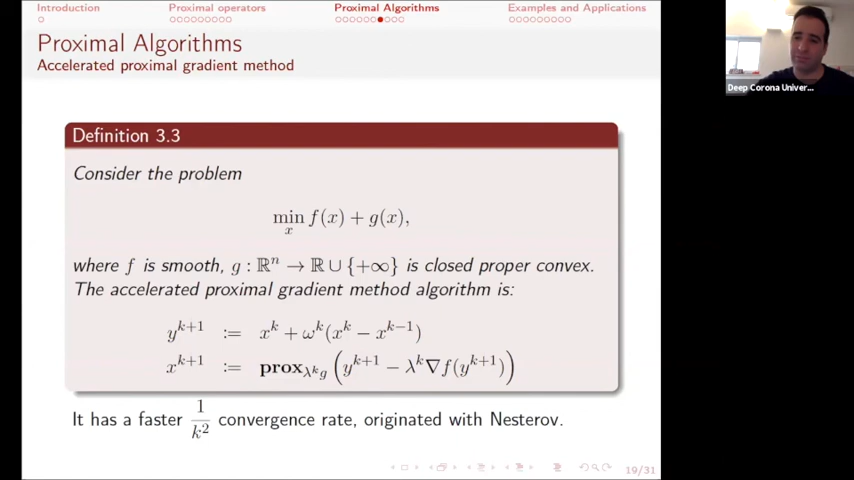 Introduction Proximal operators Proximal Algorithms Examples and Applications
Proximal Algorithms
Accelerated proximal gradient method
Deep Corona Univer...
Definition 3.3
Consider the problem
min_x f(x) + g(x),
where f is smooth, g : ℝⁿ → ℝ ∪ {+∞} is closed proper convex.
The accelerated proximal gradient method algorithm is:
y^{k+1} := x^k + ω^k(x^k − x^{k−1})
x^{k+1} := prox_{λ^k g} (y^{k+1} − λ^k ∇f(y^{k+1}))
It has a faster 1/k² convergence rate, originated with Nesterov.
19/31